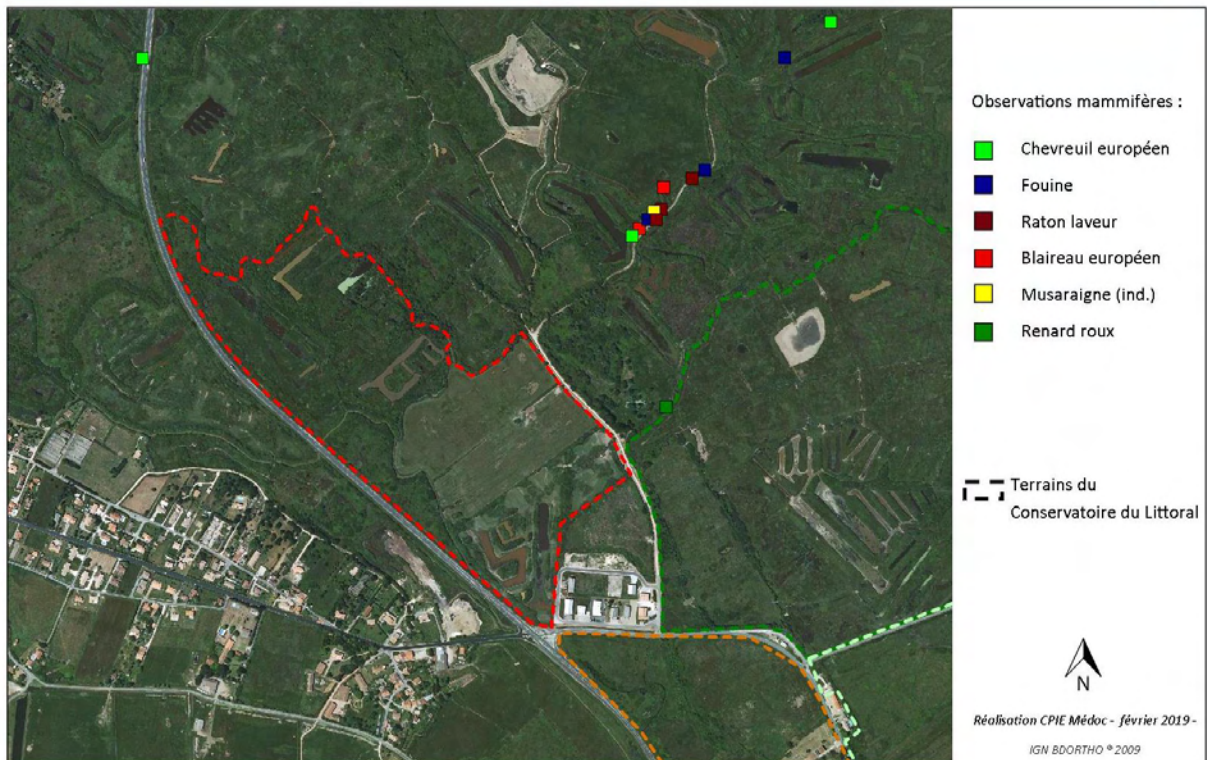 Observations mammifères :
Chevreuil européen
Fouine
Raton laveur
Blaireau européen
Musaraigne (ind.)
Renard roux
Terrains du
Conservatoire du Littoral
N
Réalisation CPIE Médoc - février 2019 -
IGN BDORTHO ® 2009